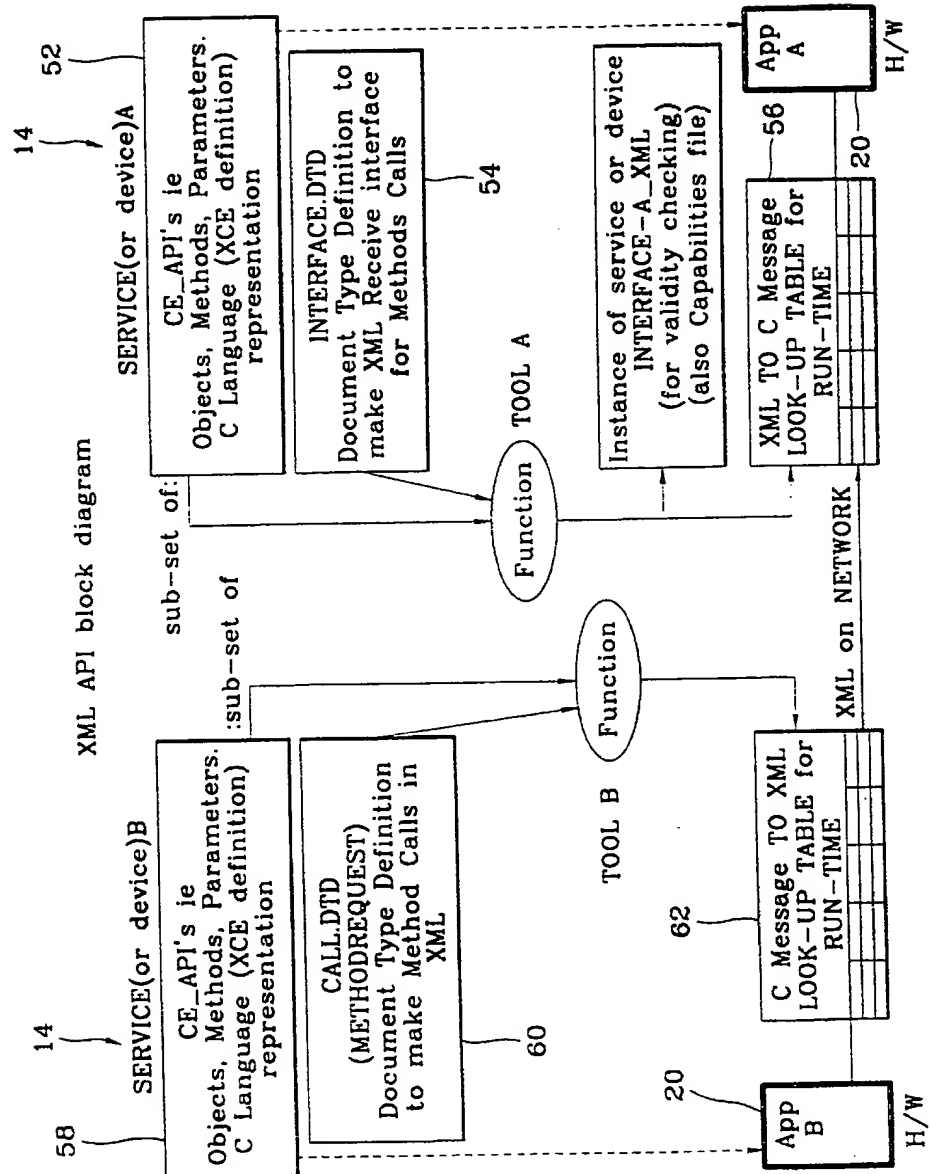 XML API block diagram
14
SERVICE(or device)B
58
CE_API's ie
Objects, Methods, Parameters.
C Language (XCE definition)
representation
:sub-set of
CALL.DTD
(METHODREQUEST)
Document Type Definition
to make Method Calls in
XML
60
TOOL B
Function
62
C Message TO XML
LOOK-UP TABLE for
RUN-TIME
20
App
B
H/W
XML on NETWORK
14
SERVICE(or device)A
52
CE_API's ie
Objects, Methods, Parameters.
C Language (XCE definition)
representation
sub-set of:
INTERFACE.DTD
Document Type Definition to
make XML Receive interface
for Methods Calls
54
Function
TOOL A
Instance of service or device
INTERFACE-A_XML
(for validity checking)
(also Capabilities file)
XML TO C Message
LOOK-UP TABLE for
RUN-TIME
56
20
App
A
H/W